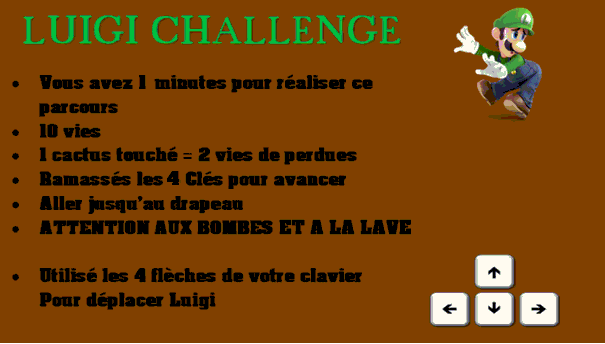 LUIGI CHALLENGE
• Vous avez 1 minutes pour réaliser ce
parcours
• 10 vies
• 1 cactus touché = 2 vies de perdues
• Ramassés les 4 Clés pour avancer
• Aller jusqu'au drapeau
• ATTENTION AUX BOMBES ET A LA LAVE
• Utilisé les 4 flèches de votre clavier
Pour déplacer Luigi